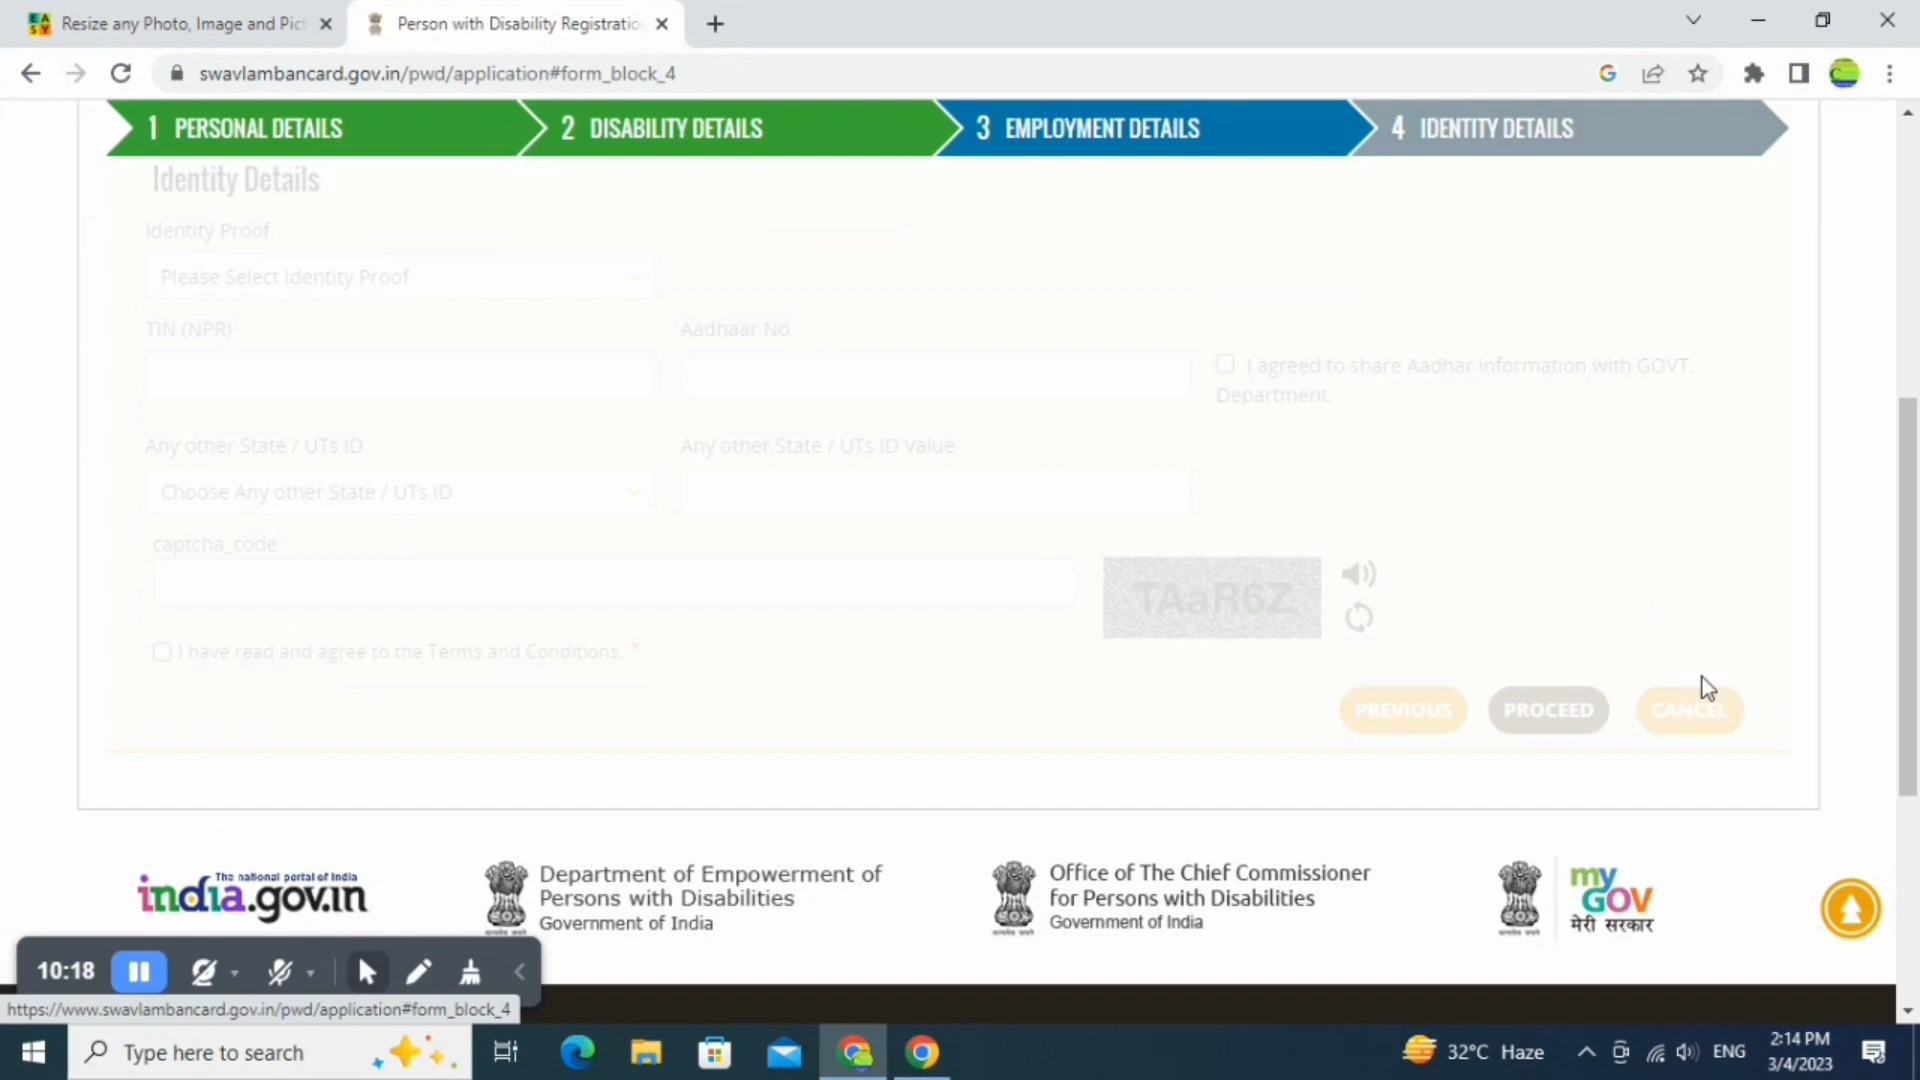 Resize any Photo, Image and Pict
Person with Disability Registratio
swavlambancard.gov.in/pwd/application#form_block_4
1 PERSONAL DETAILS
2 DISABILITY DETAILS
3 EMPLOYMENT DETAILS
4 IDENTITY DETAILS
Identity Details
Identity Proof
Please Select Identity Proof
TIN (NPR)
Aadhaar No.
I agreed to share Aadhar information with GOVT.
Department.
Any other State / UTs ID
Any other State / UTs ID Value
Choose Any other State / UTs ID
captcha_code
TAaR6Z
I have read and agree to the Terms and Conditions. *
PREVIOUS
PROCEED
CANCEL
The national portal of India
india.gov.in
Department of Empowerment of
Persons with Disabilities
Government of India
Office of The Chief Commissioner
for Persons with Disabilities
Government of India
my
GOV
मेरी सरकार
10:18
https://www.swavlambancard.gov.in/pwd/application#form_block_4
Type here to search
32°C Haze
ENG
2:14 PM
3/4/2023